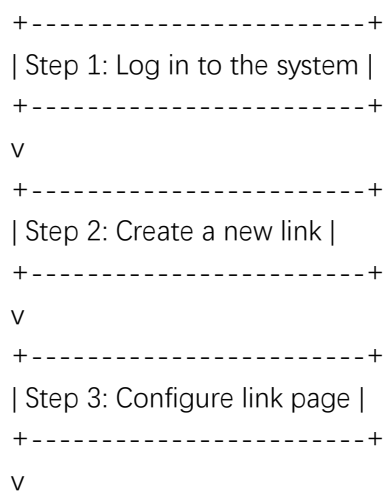 +-----------------------+
| Step 1: Log in to the system |
+-----------------------+
v
+-----------------------+
| Step 2: Create a new link |
+-----------------------+
v
+-----------------------+
| Step 3: Configure link page |
+-----------------------+
v